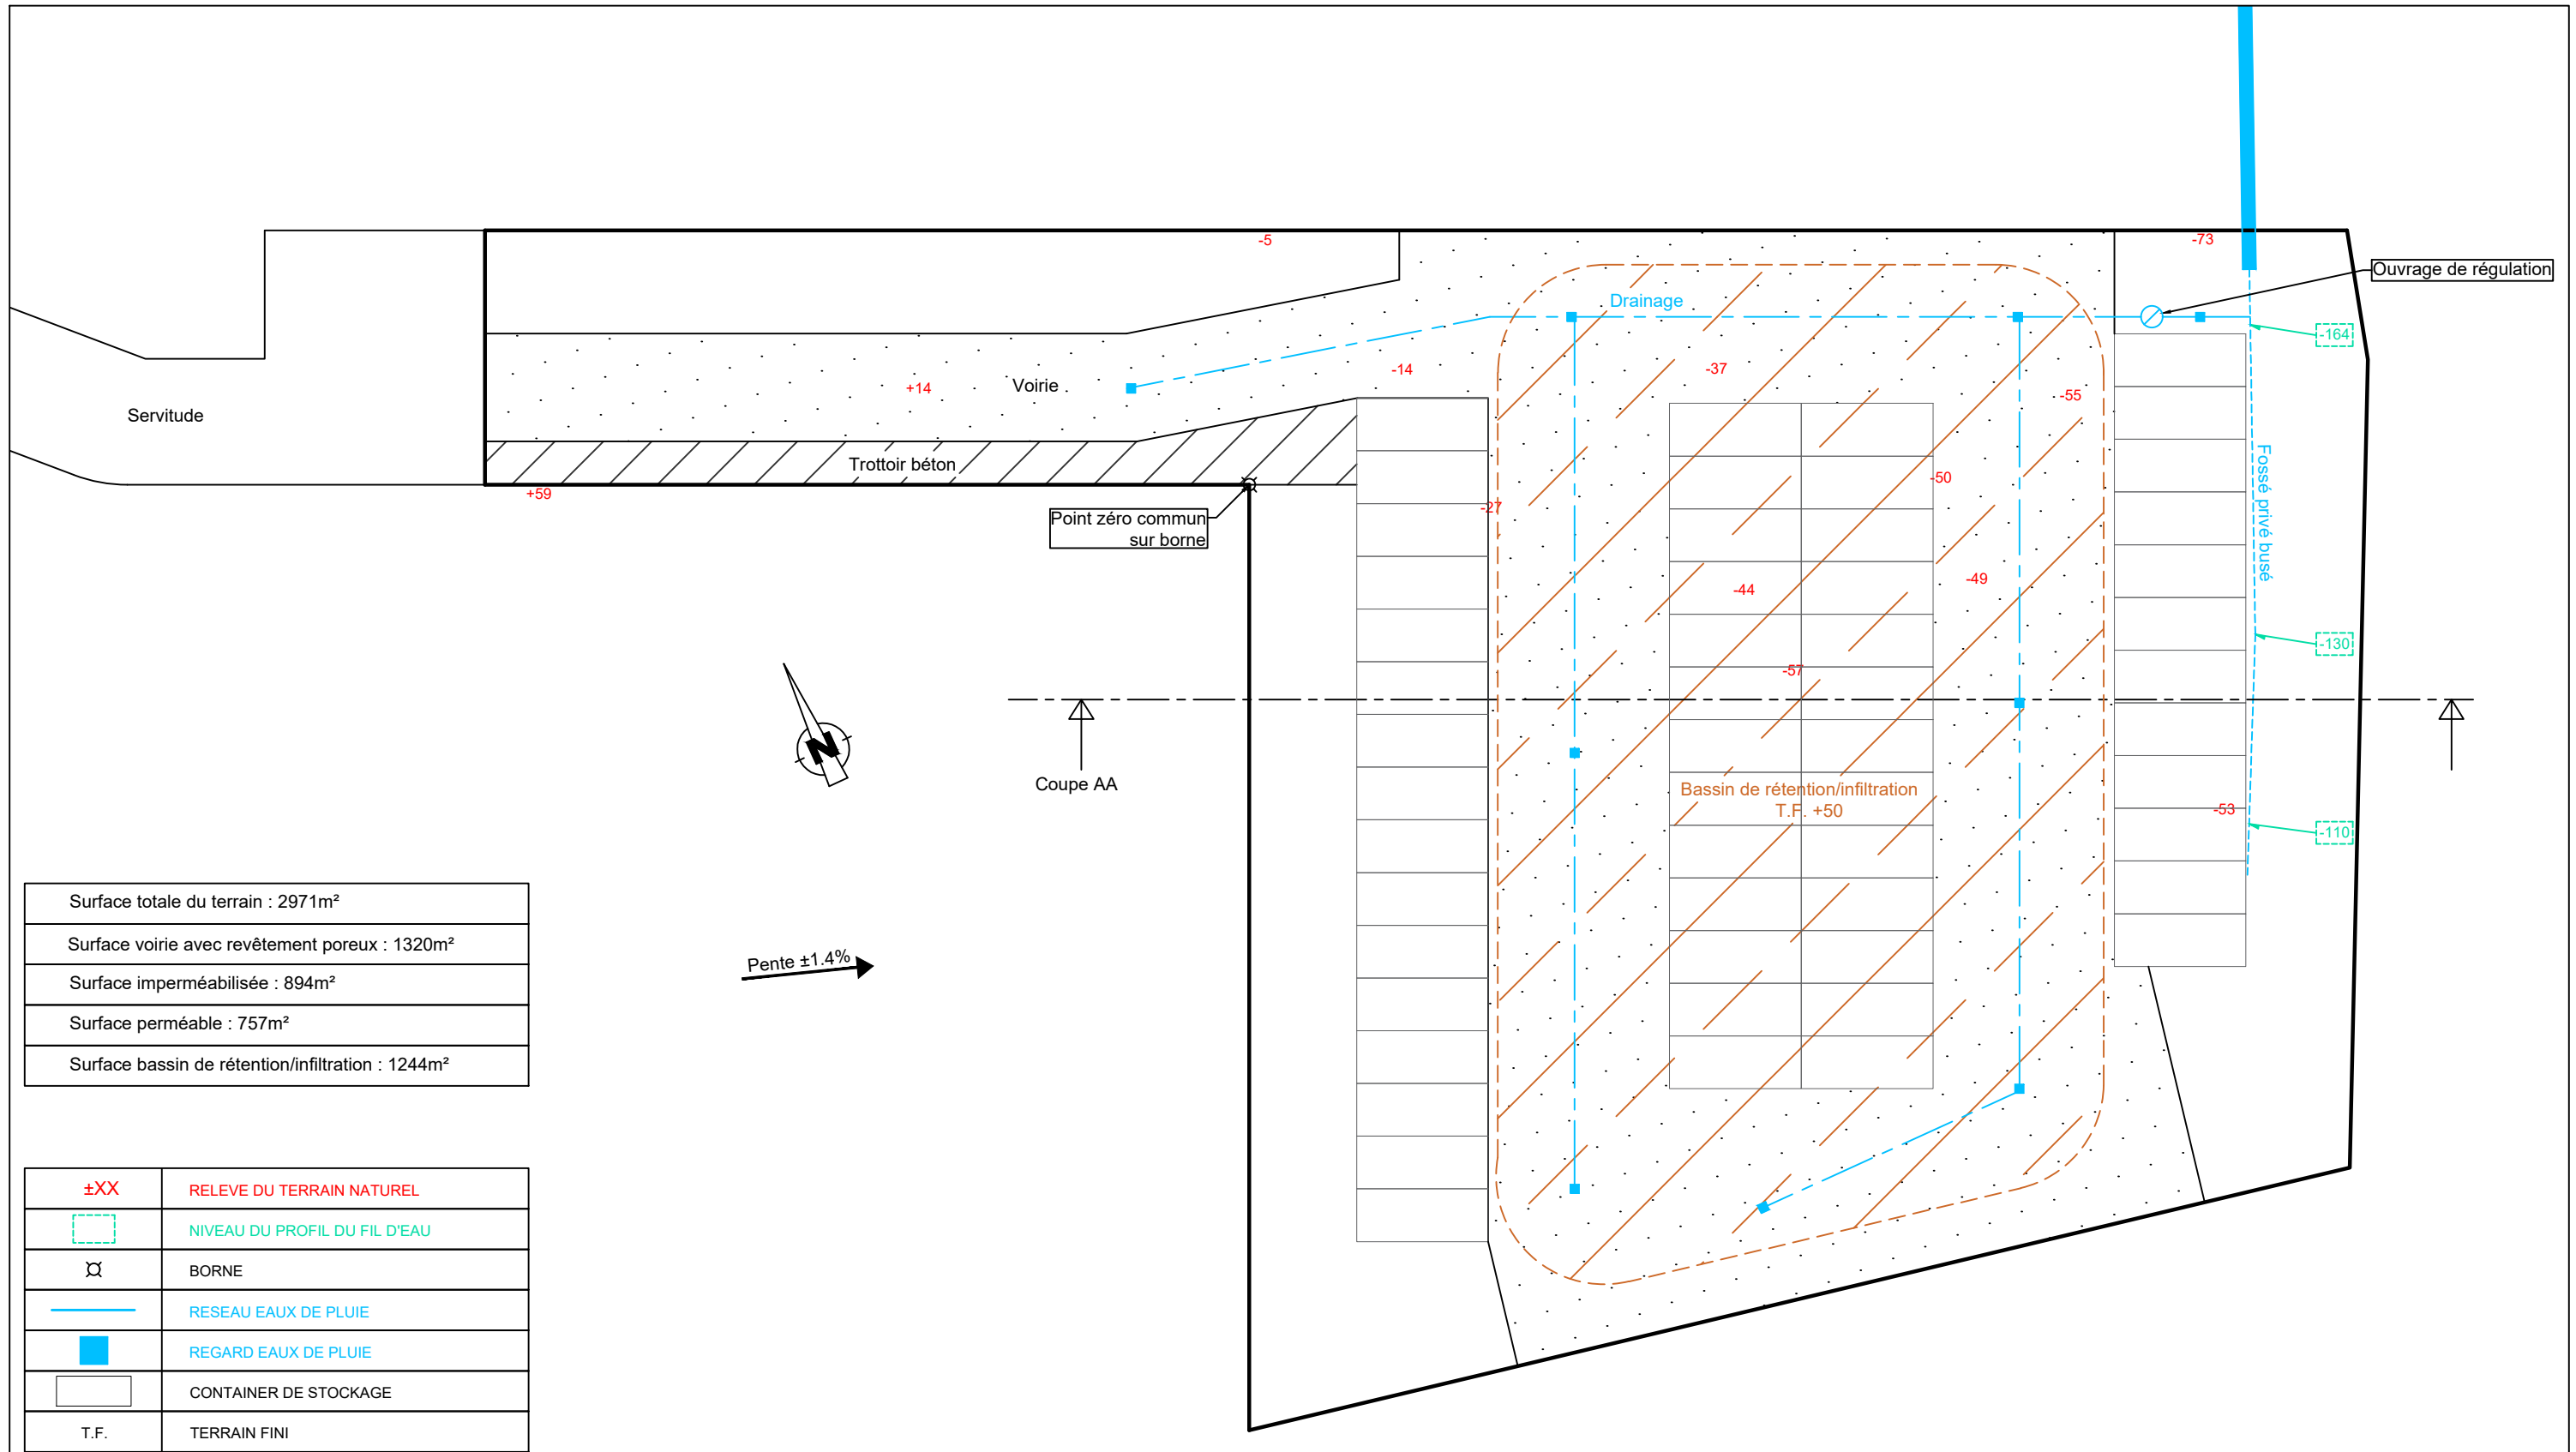 -5
-73
Ouvrage de régulation
Drainage
-164
-14
-37
+14
Voirie
-55
Servitude
Trottoir béton
-50
+59
-27
Fossé privé busé
Point zéro commun
sur borne
-44
-49
-130
-57
N
Coupe AA
Bassin de rétention/infiltration
T.F. +50
-53
-110
Pente ±1.4%
Surface totale du terrain : 2971m²
Surface voirie avec revêtement poreux : 1320m²
Surface imperméabilisée : 894m²
Surface perméable : 757m²
Surface bassin de rétention/infiltration : 1244m²
±XX RELEVE DU TERRAIN NATUREL
NIVEAU DU PROFIL DU FIL D'EAU
BORNE
RESEAU EAUX DE PLUIE
REGARD EAUX DE PLUIE
CONTAINER DE STOCKAGE
T.F. TERRAIN FINI